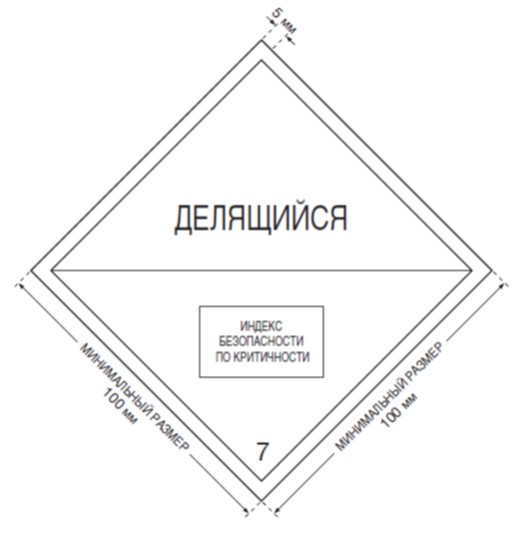 5 мм
ДЕЛЯЩИЙСЯ
ИНДЕКС
БЕЗОПАСНОСТИ
ПО КРИТИЧНОСТИ
МИНИМАЛЬНЫЙ РАЗМЕР
100 мм
МИНИМАЛЬНЫЙ РАЗМЕР
100 мм
7